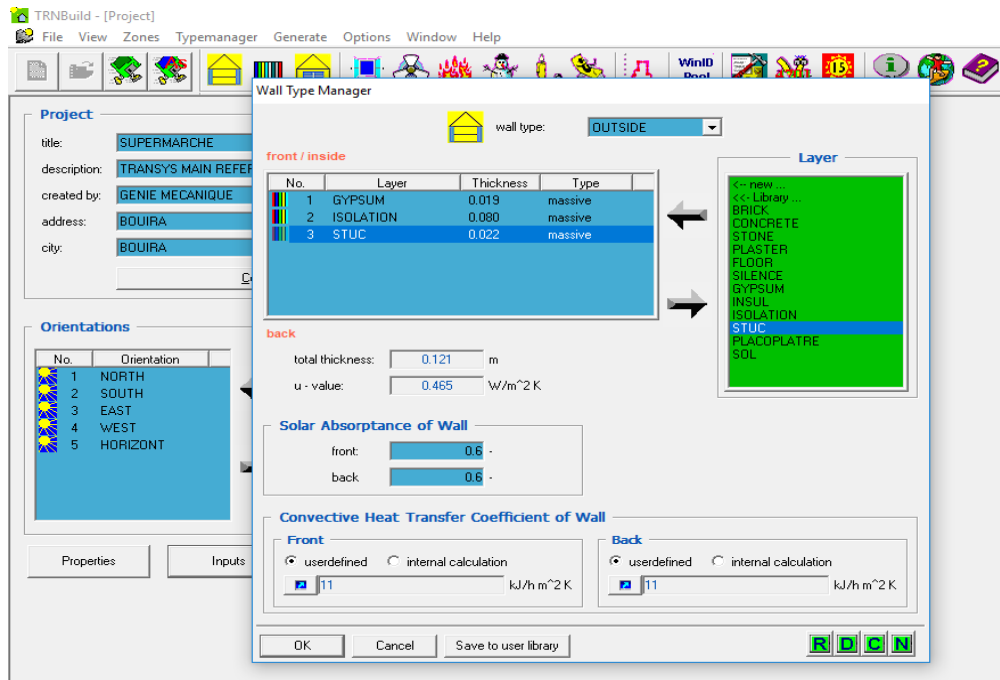 TRNBuild - [Project]
File View Zones Typemanager Generate Options Window Help
WinID
Pool
15
Project
title: SUPERMARCHE
description: TRANSYS MAIN REFER
created by: GENIE MECANIQUE
address: BOUIRA
city: BOUIRA
Orientations
No. Orientation
1 NORTH
2 SOUTH
3 EAST
4 WEST
5 HORIZONT
Properties Inputs
Wall Type Manager
wall type: OUTSIDE
front / inside
No. Layer Thickness Type
1 GYPSUM 0.019 massive
2 ISOLATION 0.080 massive
3 STUC 0.022 massive
back
total thickness: 0.121 m
u - value: 0.465 W/m^2 K
Layer
<-- new ...
<<- Library ...
BRICK
CONCRETE
STONE
PLASTER
FLOOR
SILENCE
GYPSUM
INSUL
ISOLATION
STUC
PLACOPLATRE
SOL
Solar Absorptance of Wall
front: 0.6 -
back 0.6 -
Convective Heat Transfer Coefficient of Wall
Front
userdefined internal calculation
11 kJ/h m^2 K
Back
userdefined internal calculation
11 kJ/h m^2 K
OK Cancel Save to user library R D C N